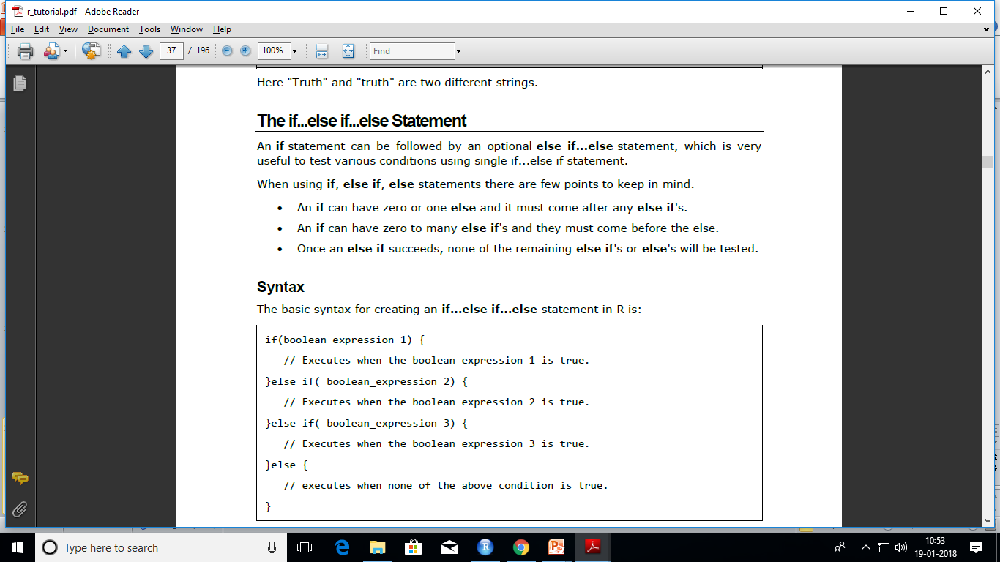 r_tutorial.pdf - Adobe Reader
File Edit View Document Tools Window Help
37 / 196 100% Find
Here "Truth" and "truth" are two different strings.
The if...else if...else Statement
An if statement can be followed by an optional else if...else statement, which is very
useful to test various conditions using single if...else if statement.
When using if, else if, else statements there are few points to keep in mind.
• An if can have zero or one else and it must come after any else if's.
• An if can have zero to many else if's and they must come before the else.
• Once an else if succeeds, none of the remaining else if's or else's will be tested.
Syntax
The basic syntax for creating an if...else if...else statement in R is:
if(boolean_expression 1) {
// Executes when the boolean expression 1 is true.
}else if( boolean_expression 2) {
// Executes when the boolean expression 2 is true.
}else if( boolean_expression 3) {
// Executes when the boolean expression 3 is true.
}else {
// executes when none of the above condition is true.
}
Type here to search
10:53
19-01-2018